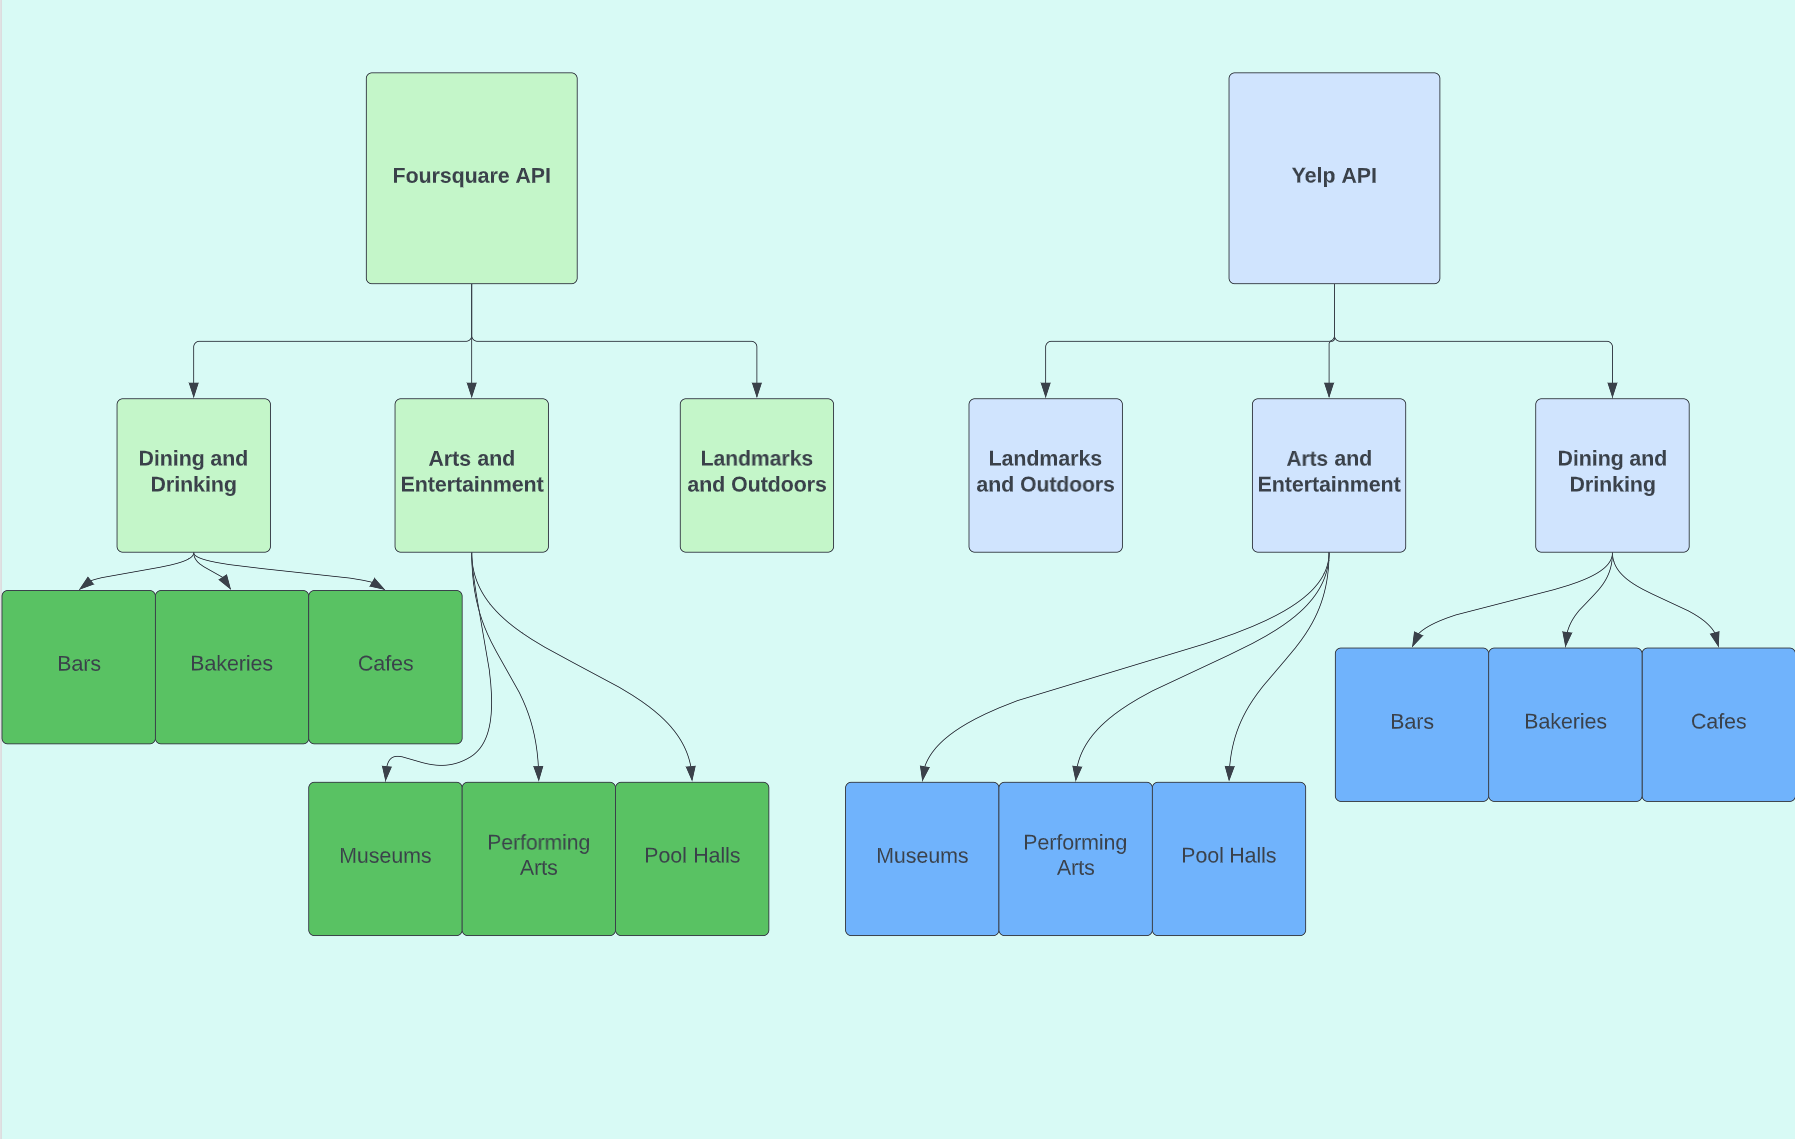 Foursquare API
Yelp API
Dining and
Drinking
Arts and
Entertainment
Landmarks
and Outdoors
Landmarks
and Outdoors
Arts and
Entertainment
Dining and
Drinking
Bars
Bakeries
Cafes
Bars
Bakeries
Cafes
Museums
Performing
Arts
Pool Halls
Museums
Performing
Arts
Pool Halls